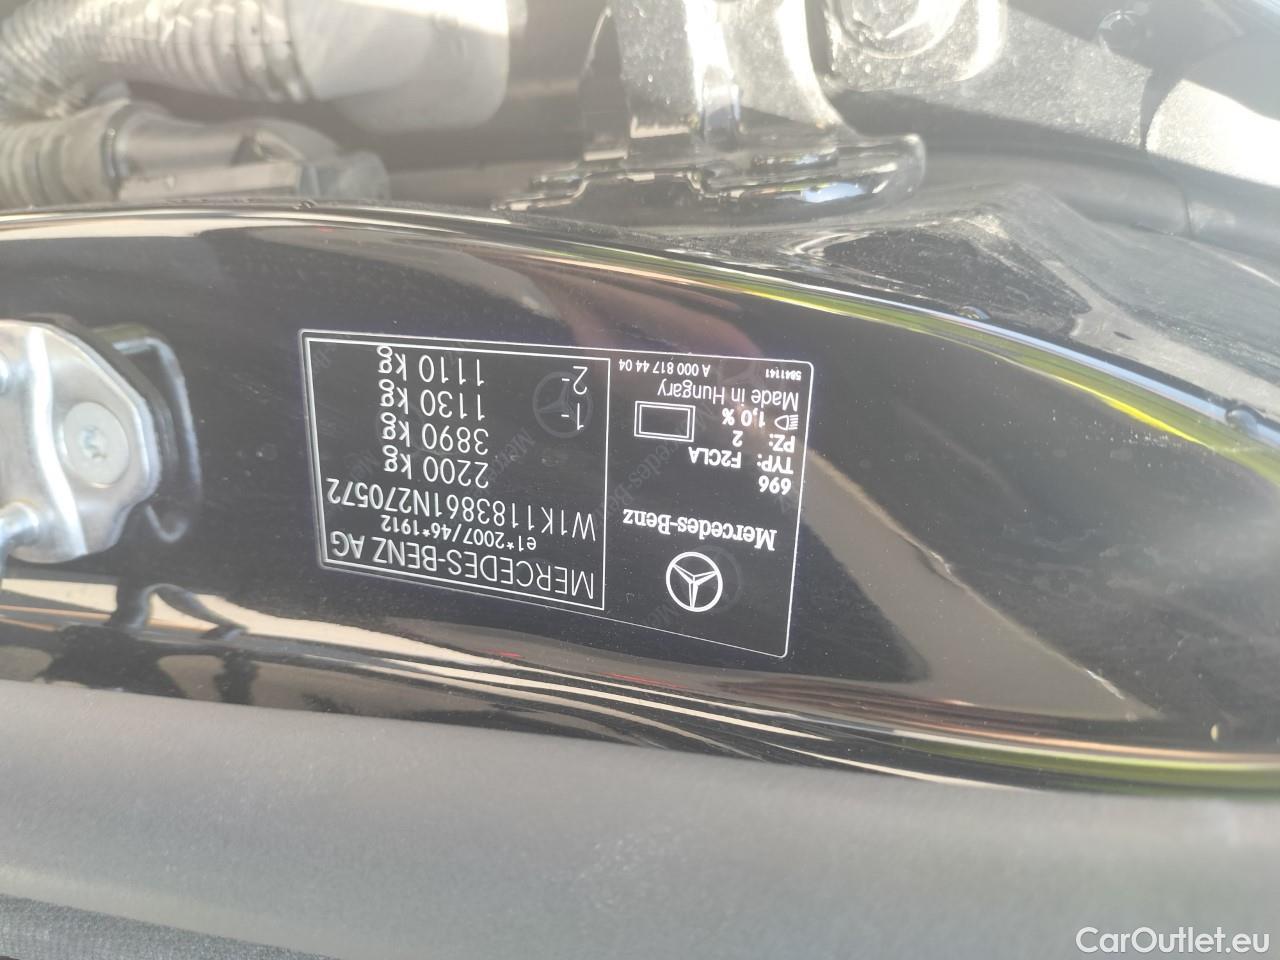 MERCEDES-BENZ AG
e1*2007/46*1912
W1K1183861N270572
2200 kg
3890 kg
1- 1130 kg
2- 1110 kg
Mercedes-Benz
696
TYP: F2CLA
PZ: 2
1,0 %
Made in Hungary
A 000 817 44 04
5841141
CarOutlet.eu